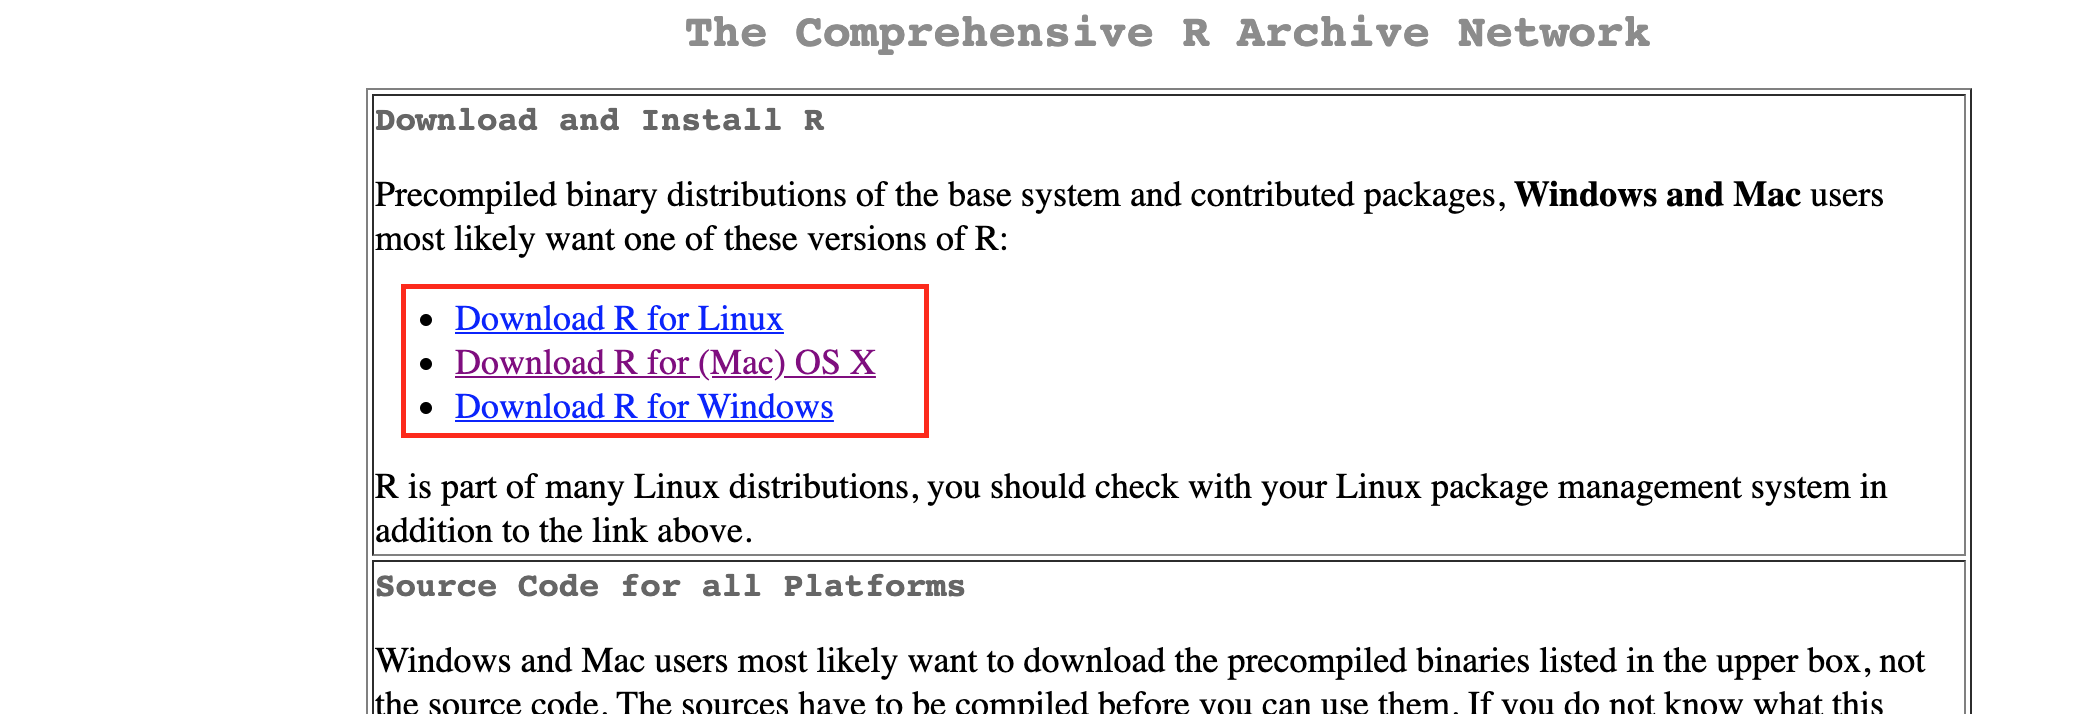 The Comprehensive R Archive Network
Download and Install R
Precompiled binary distributions of the base system and contributed packages, Windows and Mac users
most likely want one of these versions of R:
• Download R for Linux
• Download R for (Mac) OS X
• Download R for Windows
R is part of many Linux distributions, you should check with your Linux package management system in
addition to the link above.
Source Code for all Platforms
Windows and Mac users most likely want to download the precompiled binaries listed in the upper box, not
the source code. The sources have to be compiled before you can use them. If you do not know what this